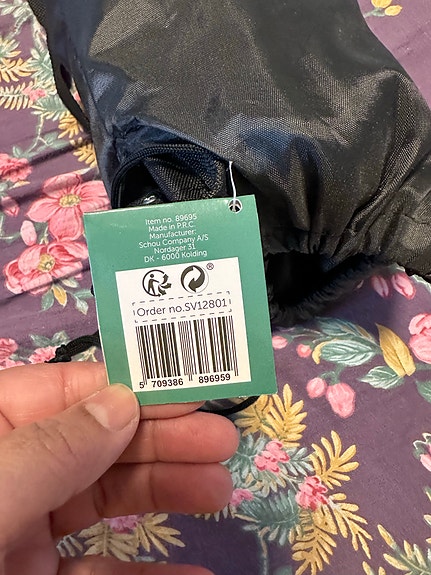 Item no. 89695
Made in P.R.C.
Manufacturer:
Schou Company A/S
Nordager 31
DK - 6000 Kolding
®
Order no.SV12801
5 709386 896959